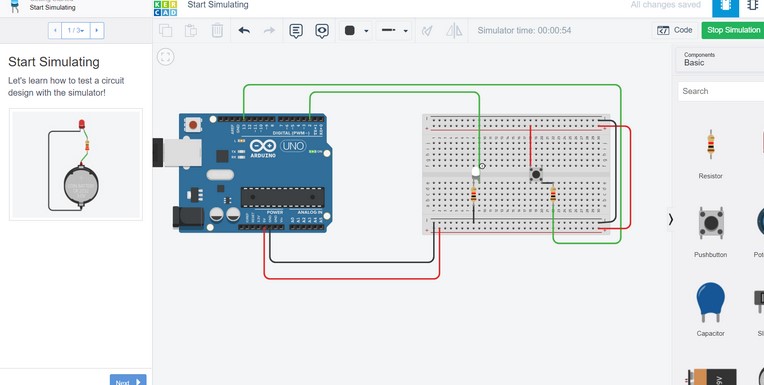 Start Simulating
KER
CAD
Start Simulating
All changes saved
1 / 3
Simulator time: 00:00:54
Code
Stop Simulation
Start Simulating
Let's learn how to test a circuit
design with the simulator!
Components
Basic
Search
DIGITAL (PWM~)
UNO
ARDUINO
POWER
ANALOG IN
Resistor
Pushbutton
Capacitor
9V
Next